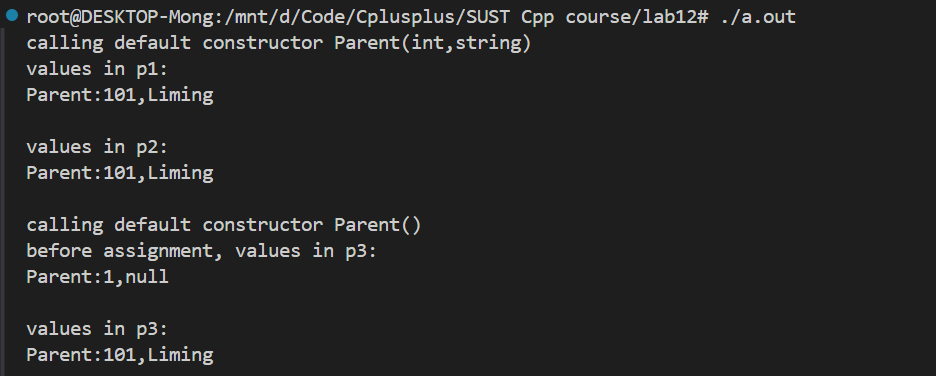 root@DESKTOP-Mong:/mnt/d/Code/Cplusplus/SUST Cpp course/lab12# ./a.out
calling default constructor Parent(int,string)
values in p1:
Parent:101,Liming
values in p2:
Parent:101,Liming
calling default constructor Parent()
before assignment, values in p3:
Parent:1,null
values in p3:
Parent:101,Liming